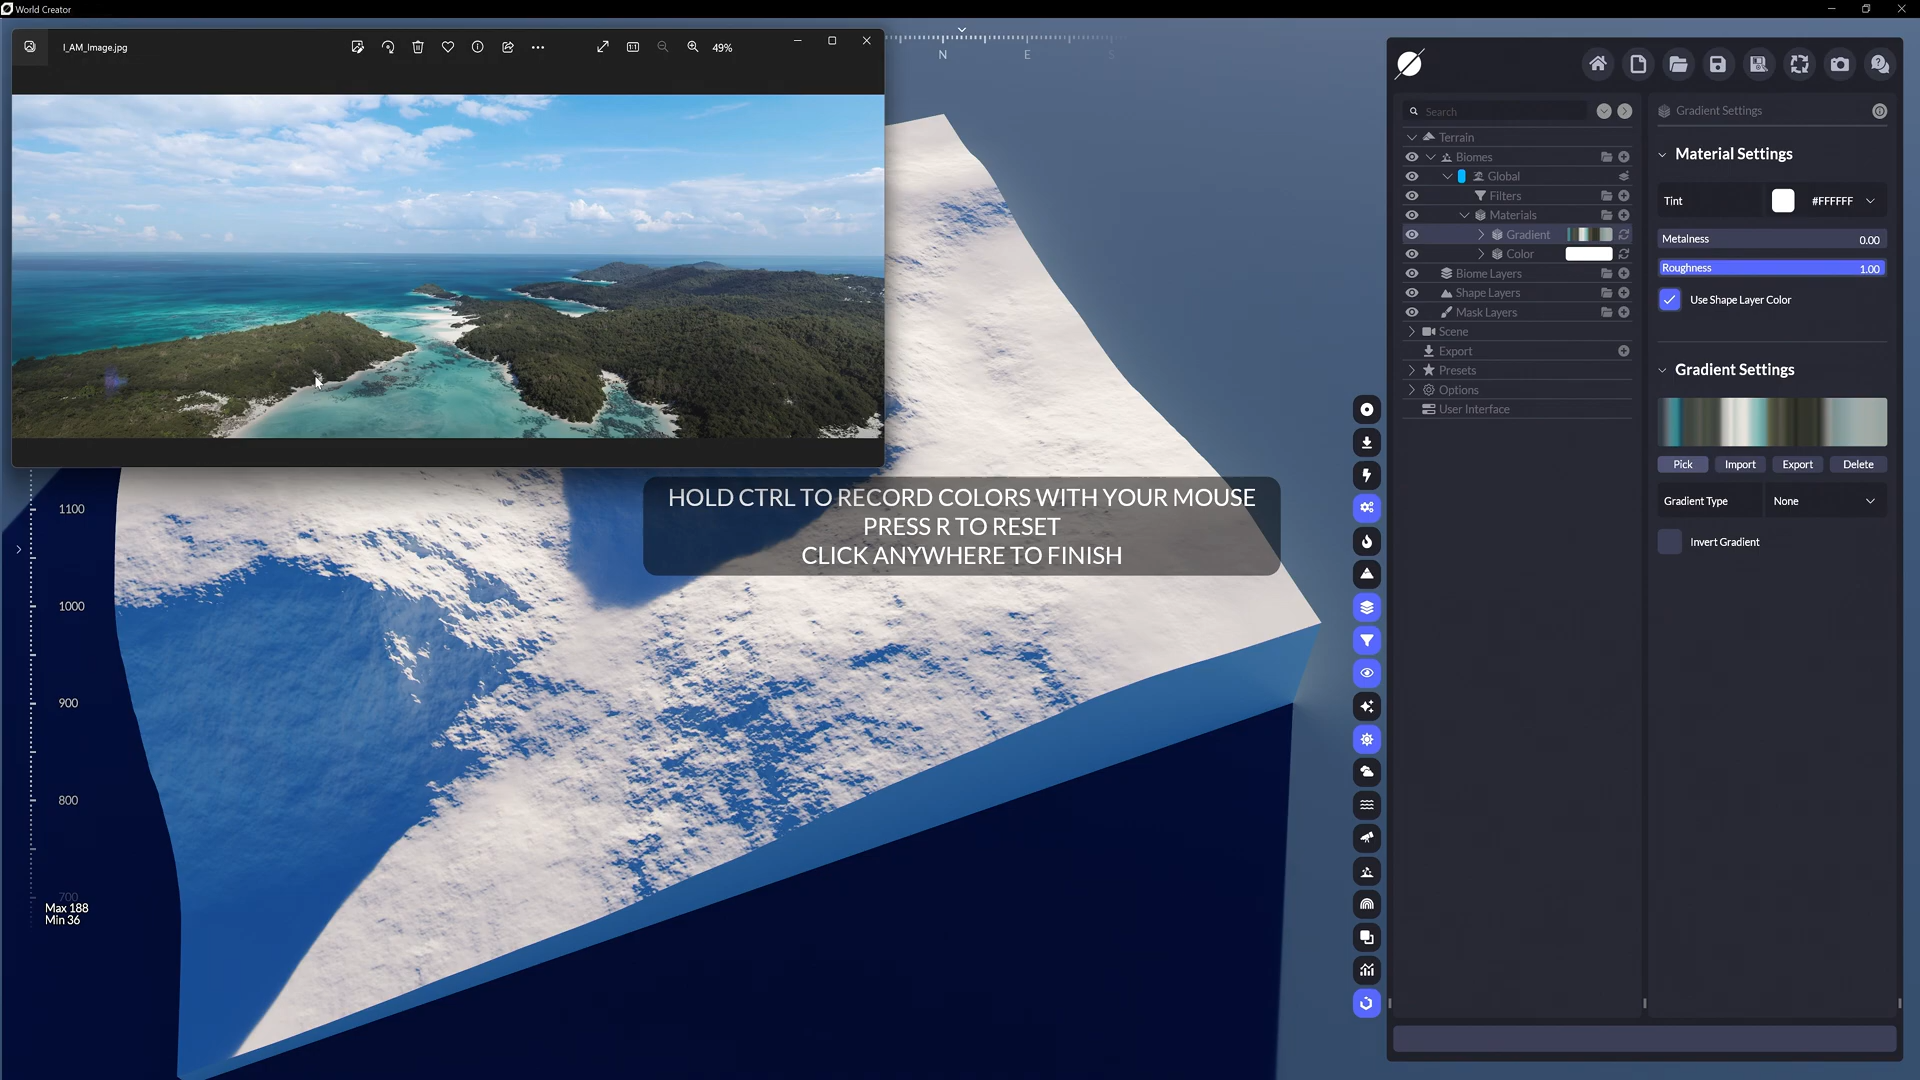 World Creator
I_AM_Image.jpg
49%
N
E
S
HOLD CTRL TO RECORD COLORS WITH YOUR MOUSE
PRESS R TO RESET
CLICK ANYWHERE TO FINISH
1100
1000
900
800
700
Max 188
Min 36
Search
Terrain
Biomes
Global
Filters
Materials
Gradient
Color
Biome Layers
Shape Layers
Mask Layers
Scene
Export
Presets
Options
User Interface
Gradient Settings
Material Settings
Tint
#FFFFFF
Metalness
0.00
Roughness
1.00
Use Shape Layer Color
Gradient Settings
Pick
Import
Export
Delete
Gradient Type
None
Invert Gradient